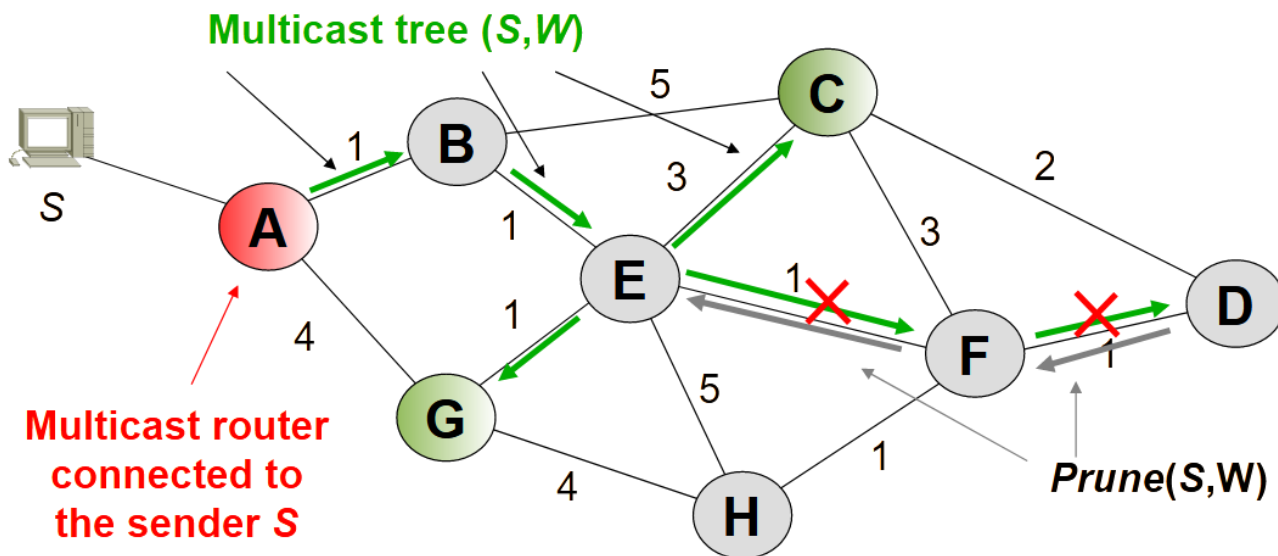 Multicast tree (S,W)
5
C
1
B
S
3
2
A
1
3
E
1
D
1
4
F
1
G
5
Multicast router
connected to
the sender S
1
4
H
Prune(S,W)